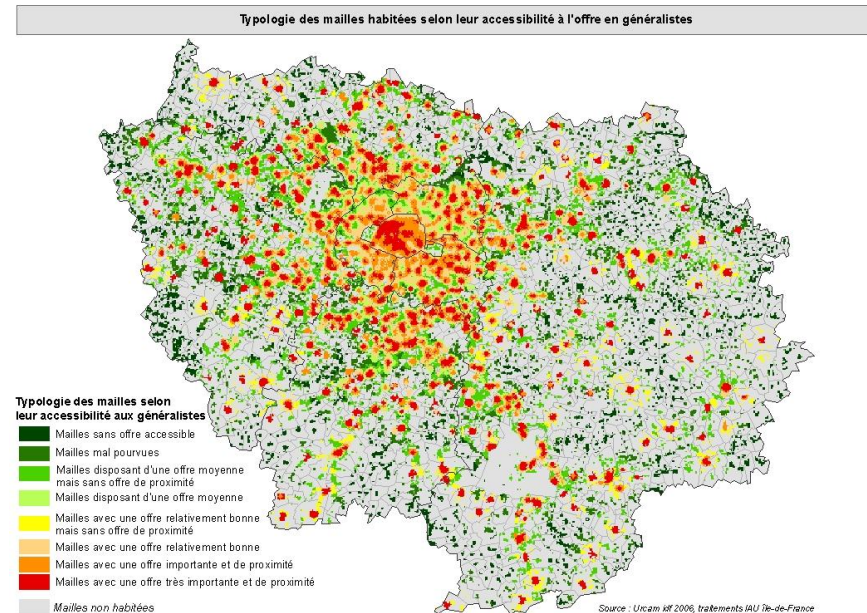 Typologie des mailles habitées selon leur accessibilité à l'offre en généralistes
Typologie des mailles selon
leur accessibilité aux généralistes
Mailles sans offre accessible
Mailles mal pourvues
Mailles disposant d'une offre moyenne
mais sans offre de proximité
Mailles disposant d'une offre moyenne
Mailles avec une offre relativement bonne
mais sans offre de proximité
Mailles avec une offre relativement bonne
Mailles avec une offre importante et de proximité
Mailles avec une offre très importante et de proximité
Mailles non habitées
Source : Urcam idf 2006, traitements IAU île-de-France